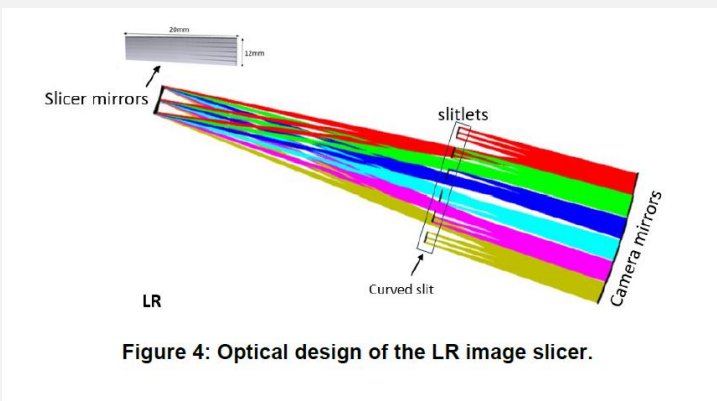 20mm
12mm
Slicer mirrors
slitlets
Camera mirrors
Curved slit
LR
Figure 4: Optical design of the LR image slicer.